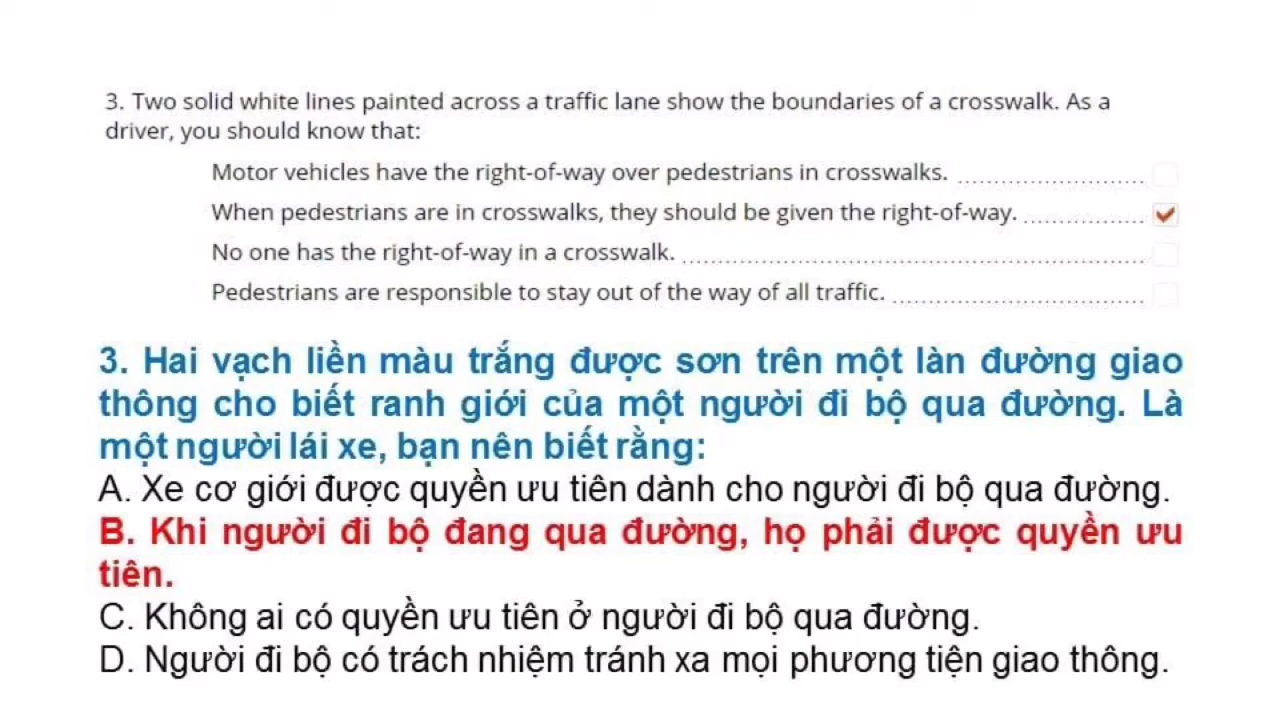 3. Two solid white lines painted across a traffic lane show the boundaries of a crosswalk. As a
driver, you should know that:
Motor vehicles have the right-of-way over pedestrians in crosswalks. ..........................
When pedestrians are in crosswalks, they should be given the right-of-way. ................. ✔
No one has the right-of-way in a crosswalk. ................................................................
Pedestrians are responsible to stay out of the way of all traffic. ...................................
3. Hai vạch liền màu trắng được sơn trên một làn đường giao
thông cho biết ranh giới của một người đi bộ qua đường. Là
một người lái xe, bạn nên biết rằng:
A. Xe cơ giới được quyền ưu tiên dành cho người đi bộ qua đường.
B. Khi người đi bộ đang qua đường, họ phải được quyền ưu
tiên.
C. Không ai có quyền ưu tiên ở người đi bộ qua đường.
D. Người đi bộ có trách nhiệm tránh xa mọi phương tiện giao thông.